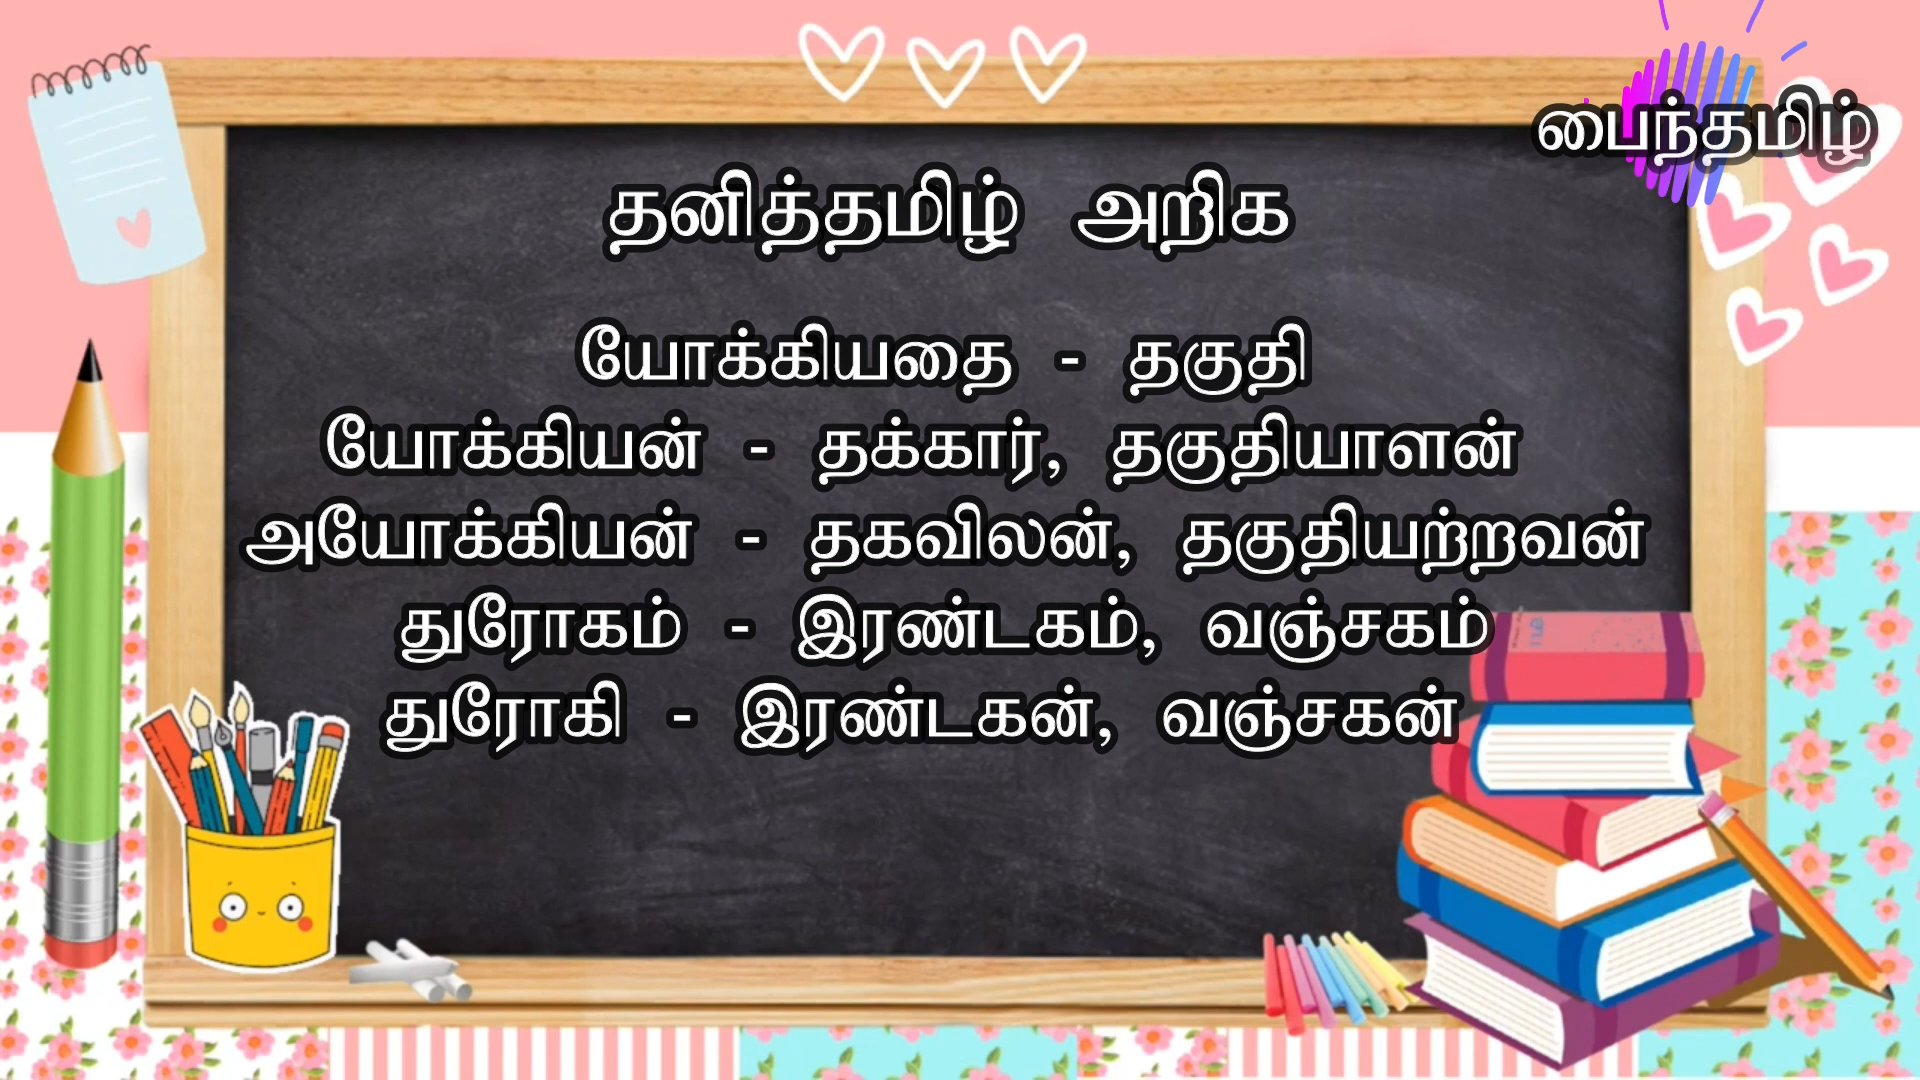 பைந்தமிழ்
தனித்தமிழ் அறிக
யோக்கியதை - தகுதி
யோக்கியன் - தக்கார், தகுதியாளன்
அயோக்கியன் - தகவிலன், தகுதியற்றவன்
துரோகம் - இரண்டகம், வஞ்சகம்
துரோகி - இரண்டகன், வஞ்சகன்